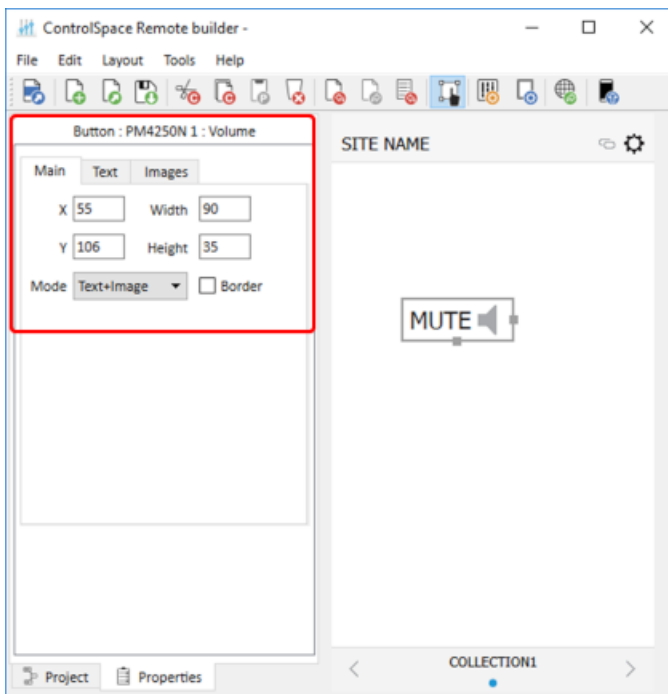 ControlSpace Remote builder -
File Edit Layout Tools Help
Button : PM4250N 1 : Volume
Main Text Images
X 55 Width 90
Y 106 Height 35
Mode Text+Image Border
SITE NAME
MUTE
COLLECTION1
Project Properties